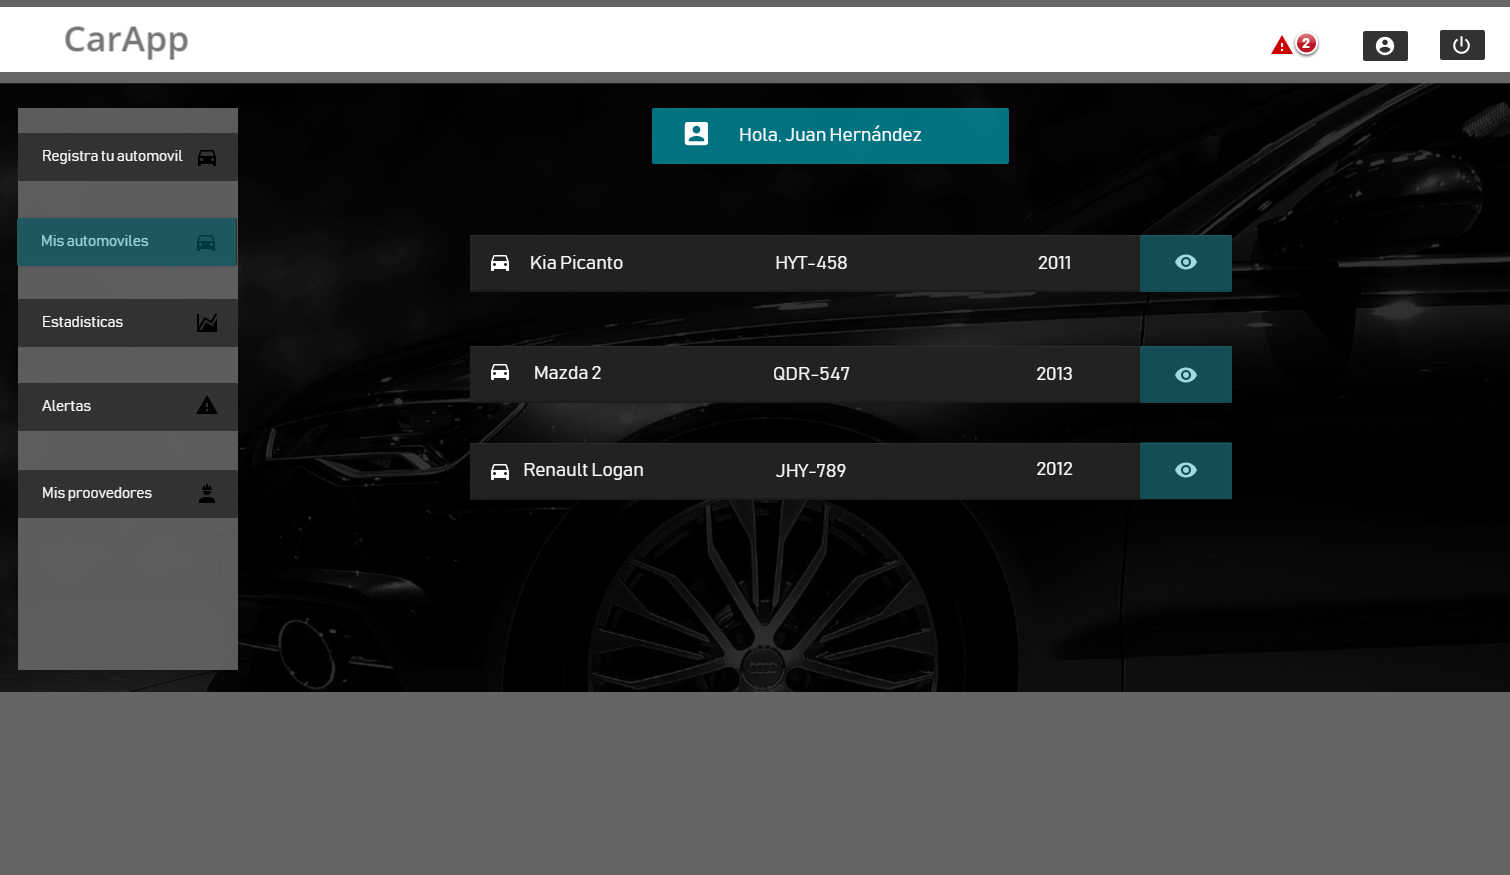 CarApp
2
Hola, Juan Hernández
Registra tu automovil
Mis automoviles
Estadisticas
Alertas
Mis proovedores
Kia Picanto HYT-458 2011
Mazda 2 QDR-547 2013
Renault Logan JHY-789 2012